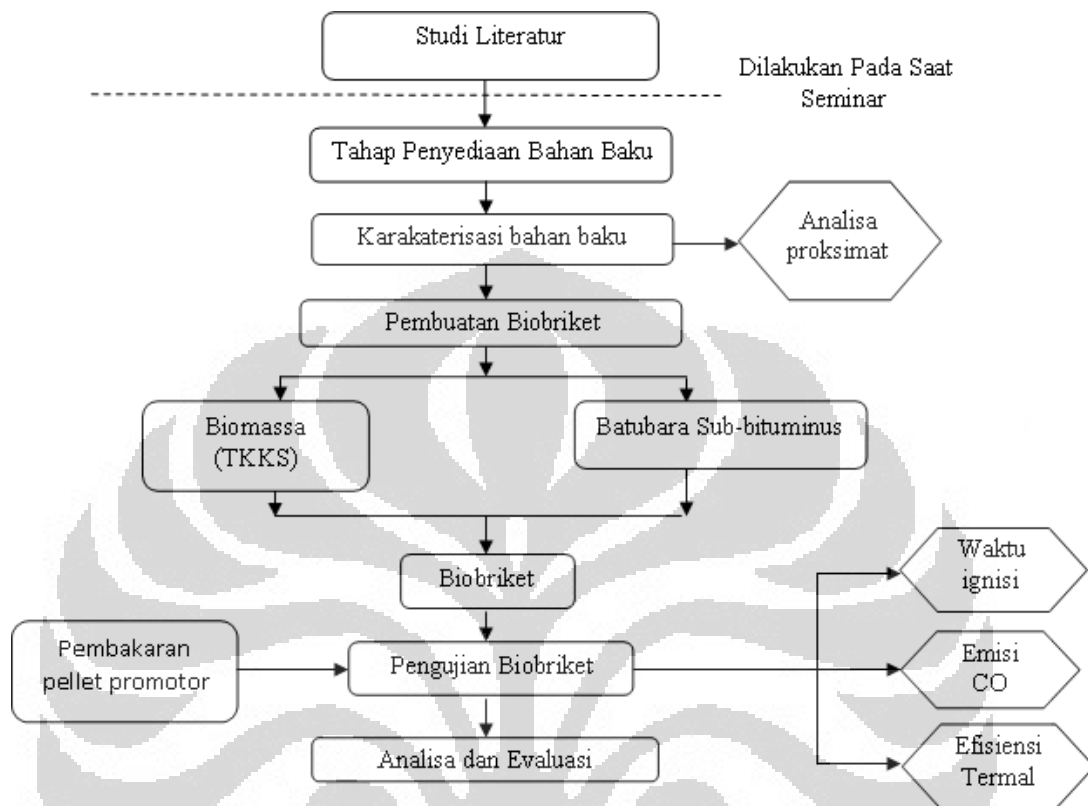 Studi Literatur
Dilakukan Pada Saat
Seminar
Tahap Penyediaan Bahan Baku
Karakaterisasi bahan baku
Analisa
proksimat
Pembuatan Biobriket
Biomassa
(TKKS)
Batubara Sub-bituminus
Biobriket
Waktu
ignisi
Pembakaran
pellet promotor
Pengujian Biobriket
Emisi
CO
Analisa dan Evaluasi
Efisiensi
Termal